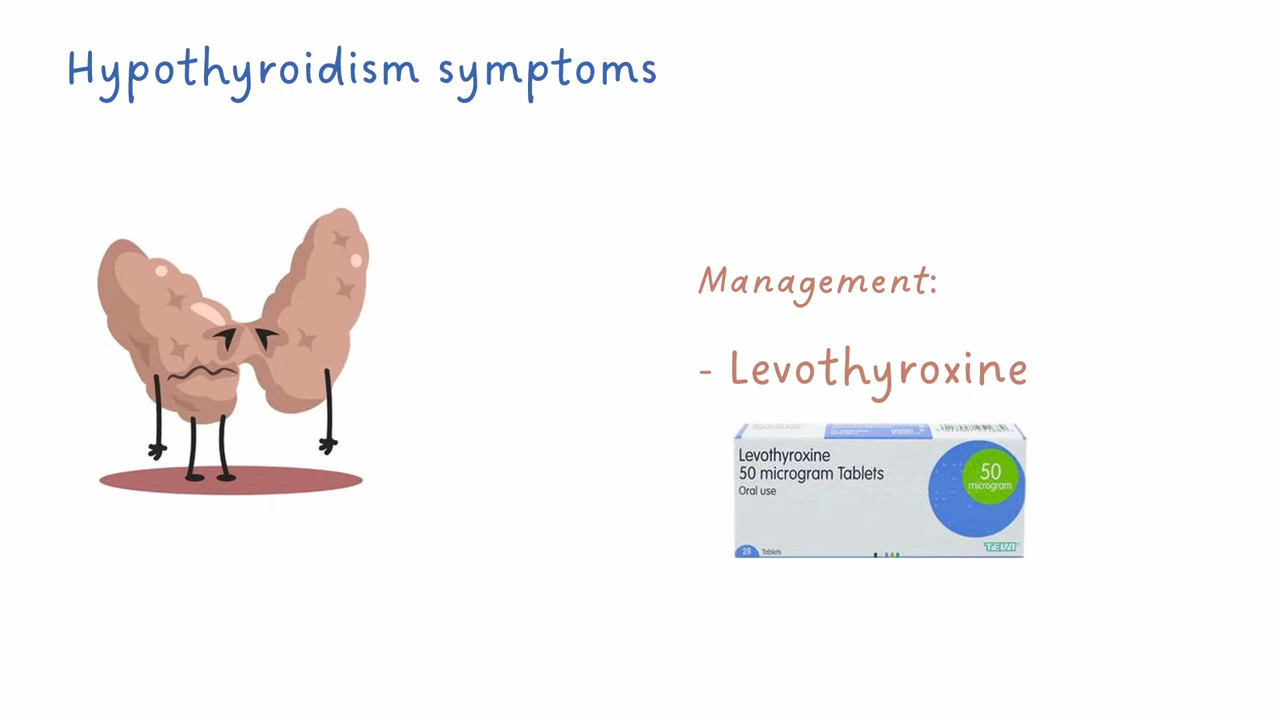 Hypothyroidism symptoms
Management:
- Levothyroxine
Levothyroxine
50 microgram Tablets
Oral use
50
microgram
TEVA
28 Tablets